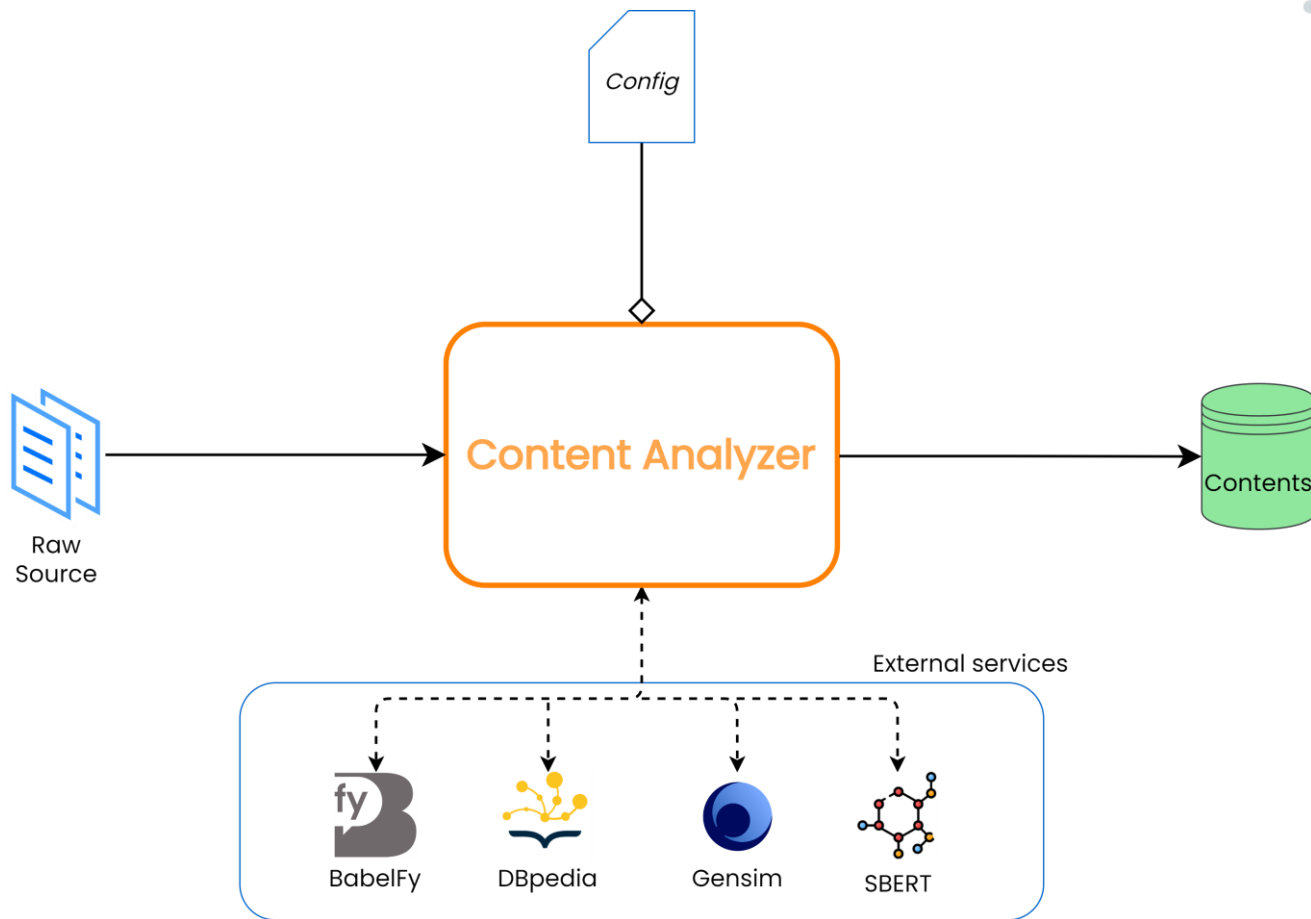 Config
Content Analyzer
Contents
Raw
Source
External services
fy
BabelFy
DBpedia
Gensim
SBERT